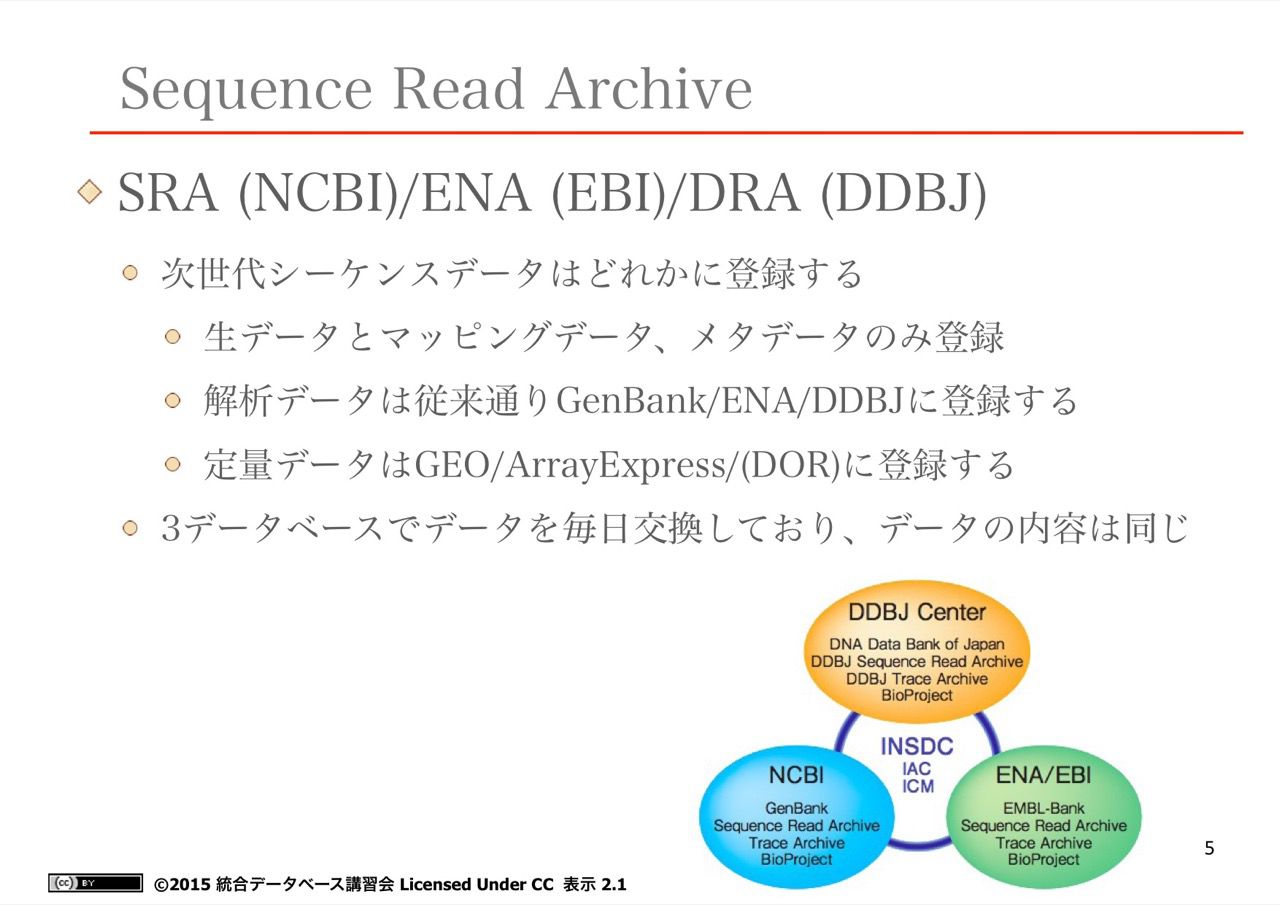 Sequence Read Archive
SRA (NCBI)/ENA (EBI)/DRA (DDBJ)
次世代シーケンスデータはどれかに登録する
生データとマッピングデータ、メタデータのみ登録
解析データは従来通りGenBank/ENA/DDBJに登録する
定量データはGEO/ArrayExpress/(DOR)に登録する
3データベースでデータを毎日交換しており、データの内容は同じ
DDBJ Center
DNA Data Bank of Japan
DDBJ Sequence Read Archive
DDBJ Trace Archive
BioProject
INSDC
IAC
ICM
NCBI
GenBank
Sequence Read Archive
Trace Archive
BioProject
ENA/EBI
EMBL-Bank
Sequence Read Archive
Trace Archive
BioProject
5
(cc) BY
©2015 統合データベース講習会 Licensed Under CC 表示 2.1